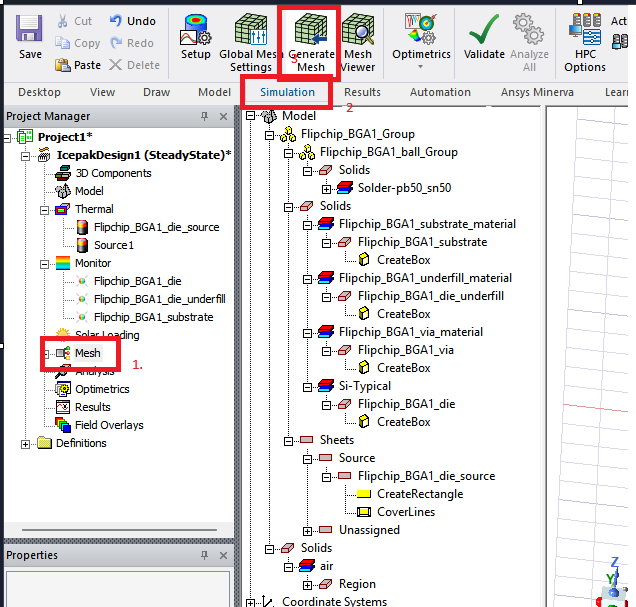 Save
Cut
Copy
Paste
Undo
Redo
Delete
Setup
Global Mesh
Settings
3
Generate
Mesh
Mesh
Viewer
Optimetrics
Validate
Analyze
All
HPC
Options
Desktop
View
Draw
Model
Simulation
2
Results
Automation
Ansys Minerva
Project Manager
Project1*
IcepakDesign1 (SteadyState)*
3D Components
Model
Thermal
Flipchip_BGA1_die_source
Source1
Monitor
Flipchip_BGA1_die
Flipchip_BGA1_die_underfill
Flipchip_BGA1_substrate
Solar Loading
Mesh
1.
Analysis
Optimetrics
Results
Field Overlays
Definitions
Properties
Model
Flipchip_BGA1_Group
Flipchip_BGA1_ball_Group
Solids
Solder-pb50_sn50
Solids
Flipchip_BGA1_substrate_material
Flipchip_BGA1_substrate
CreateBox
Flipchip_BGA1_underfill_material
Flipchip_BGA1_die_underfill
CreateBox
Flipchip_BGA1_via_material
Flipchip_BGA1_via
CreateBox
Si-Typical
Flipchip_BGA1_die
CreateBox
Sheets
Source
Flipchip_BGA1_die_source
CreateRectangle
CoverLines
Unassigned
Solids
air
Region
Coordinate Systems
Z
Y